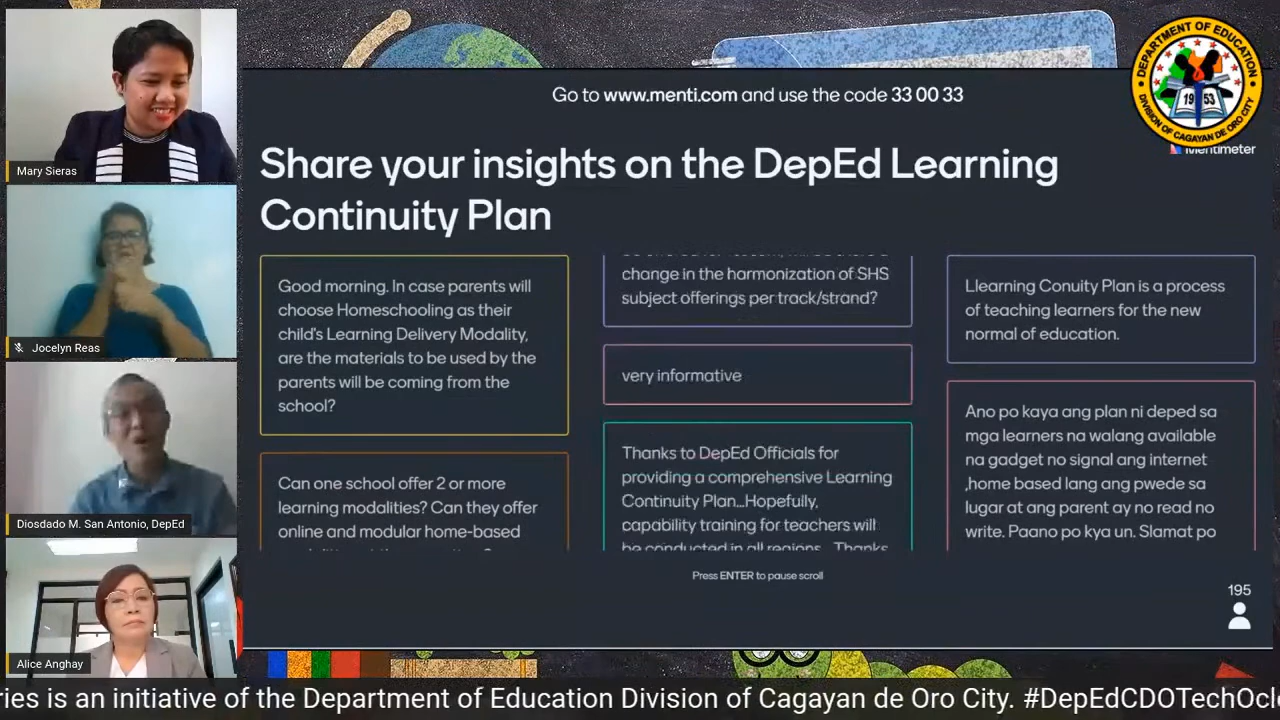 Mary Sieras
Jocelyn Reas
Diosdado M. San Antonio, DepEd
Alice Anghay
Go to www.menti.com and use the code 33 00 33
DEPARTMENT OF EDUCATION
1953
DIVISION OF CAGAYAN DE ORO CITY
Mentimeter
Share your insights on the DepEd Learning
Continuity Plan
Good morning. In case parents will
choose Homeschooling as their
child's Learning Delivery Modality,
are the materials to be used by the
parents will be coming from the
school?
Can one school offer 2 or more
learning modalities? Can they offer
online and modular home-based
change in the harmonization of SHS
subject offerings per track/strand?
very informative
Thanks to DepEd Officials for
providing a comprehensive Learning
Continuity Plan...Hopefully,
capability training for teachers will
be conducted in all regions.. Thanks
Llearning Conuity Plan is a process
of teaching learners for the new
normal of education.
Ano po kaya ang plan ni deped sa
mga learners na walang available
na gadget no signal ang internet
,home based lang ang pwede sa
lugar at ang parent ay no read no
write. Paano po kya un. Slamat po
Press ENTER to pause scroll
195
ries is an initiative of the Department of Education Division of Cagayan de Oro City. #DepEdCDOTechOcl